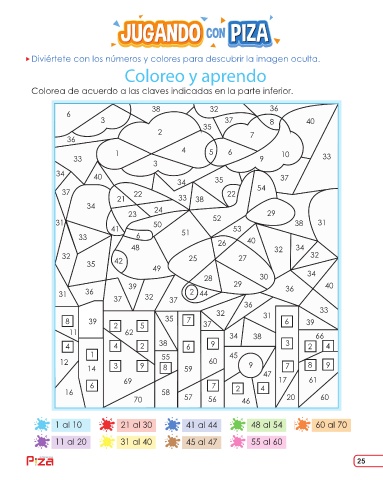 JUGANDO CON PIZA
Diviértete con los números y colores para descubrir la imagen oculta.
Coloreo y aprendo
Colorea de acuerdo a las claves indicadas en la parte inferior.
6 3 36 38 2 32 35 37 8 40
36 33 1 4 5 6 7 9 10 33
34 40 37 34 31 33 35
21 22 34 35 33 38 22 54 37
23 24 50 51 52 29 38 31
41 6 48 42 49 25 26 27 40 32 34
28 29 30 36 34 40
31 36 37 39 32 37 2 44
8 39 2 5 62 35 7 37 32 31 6 33
11 4 1 4 2 38 6 9 34 66 2 4
12 14 3 9 55 8 60 45 9 47 8 9
16 6 69 58 59 7 2 4 17 61
70 58 57 56 46 20 60
1 al 10 21 al 30 41 al 44 48 al 54 60 al 70
11 al 20 31 al 40 45 al 47 55 al 60
Piza
25